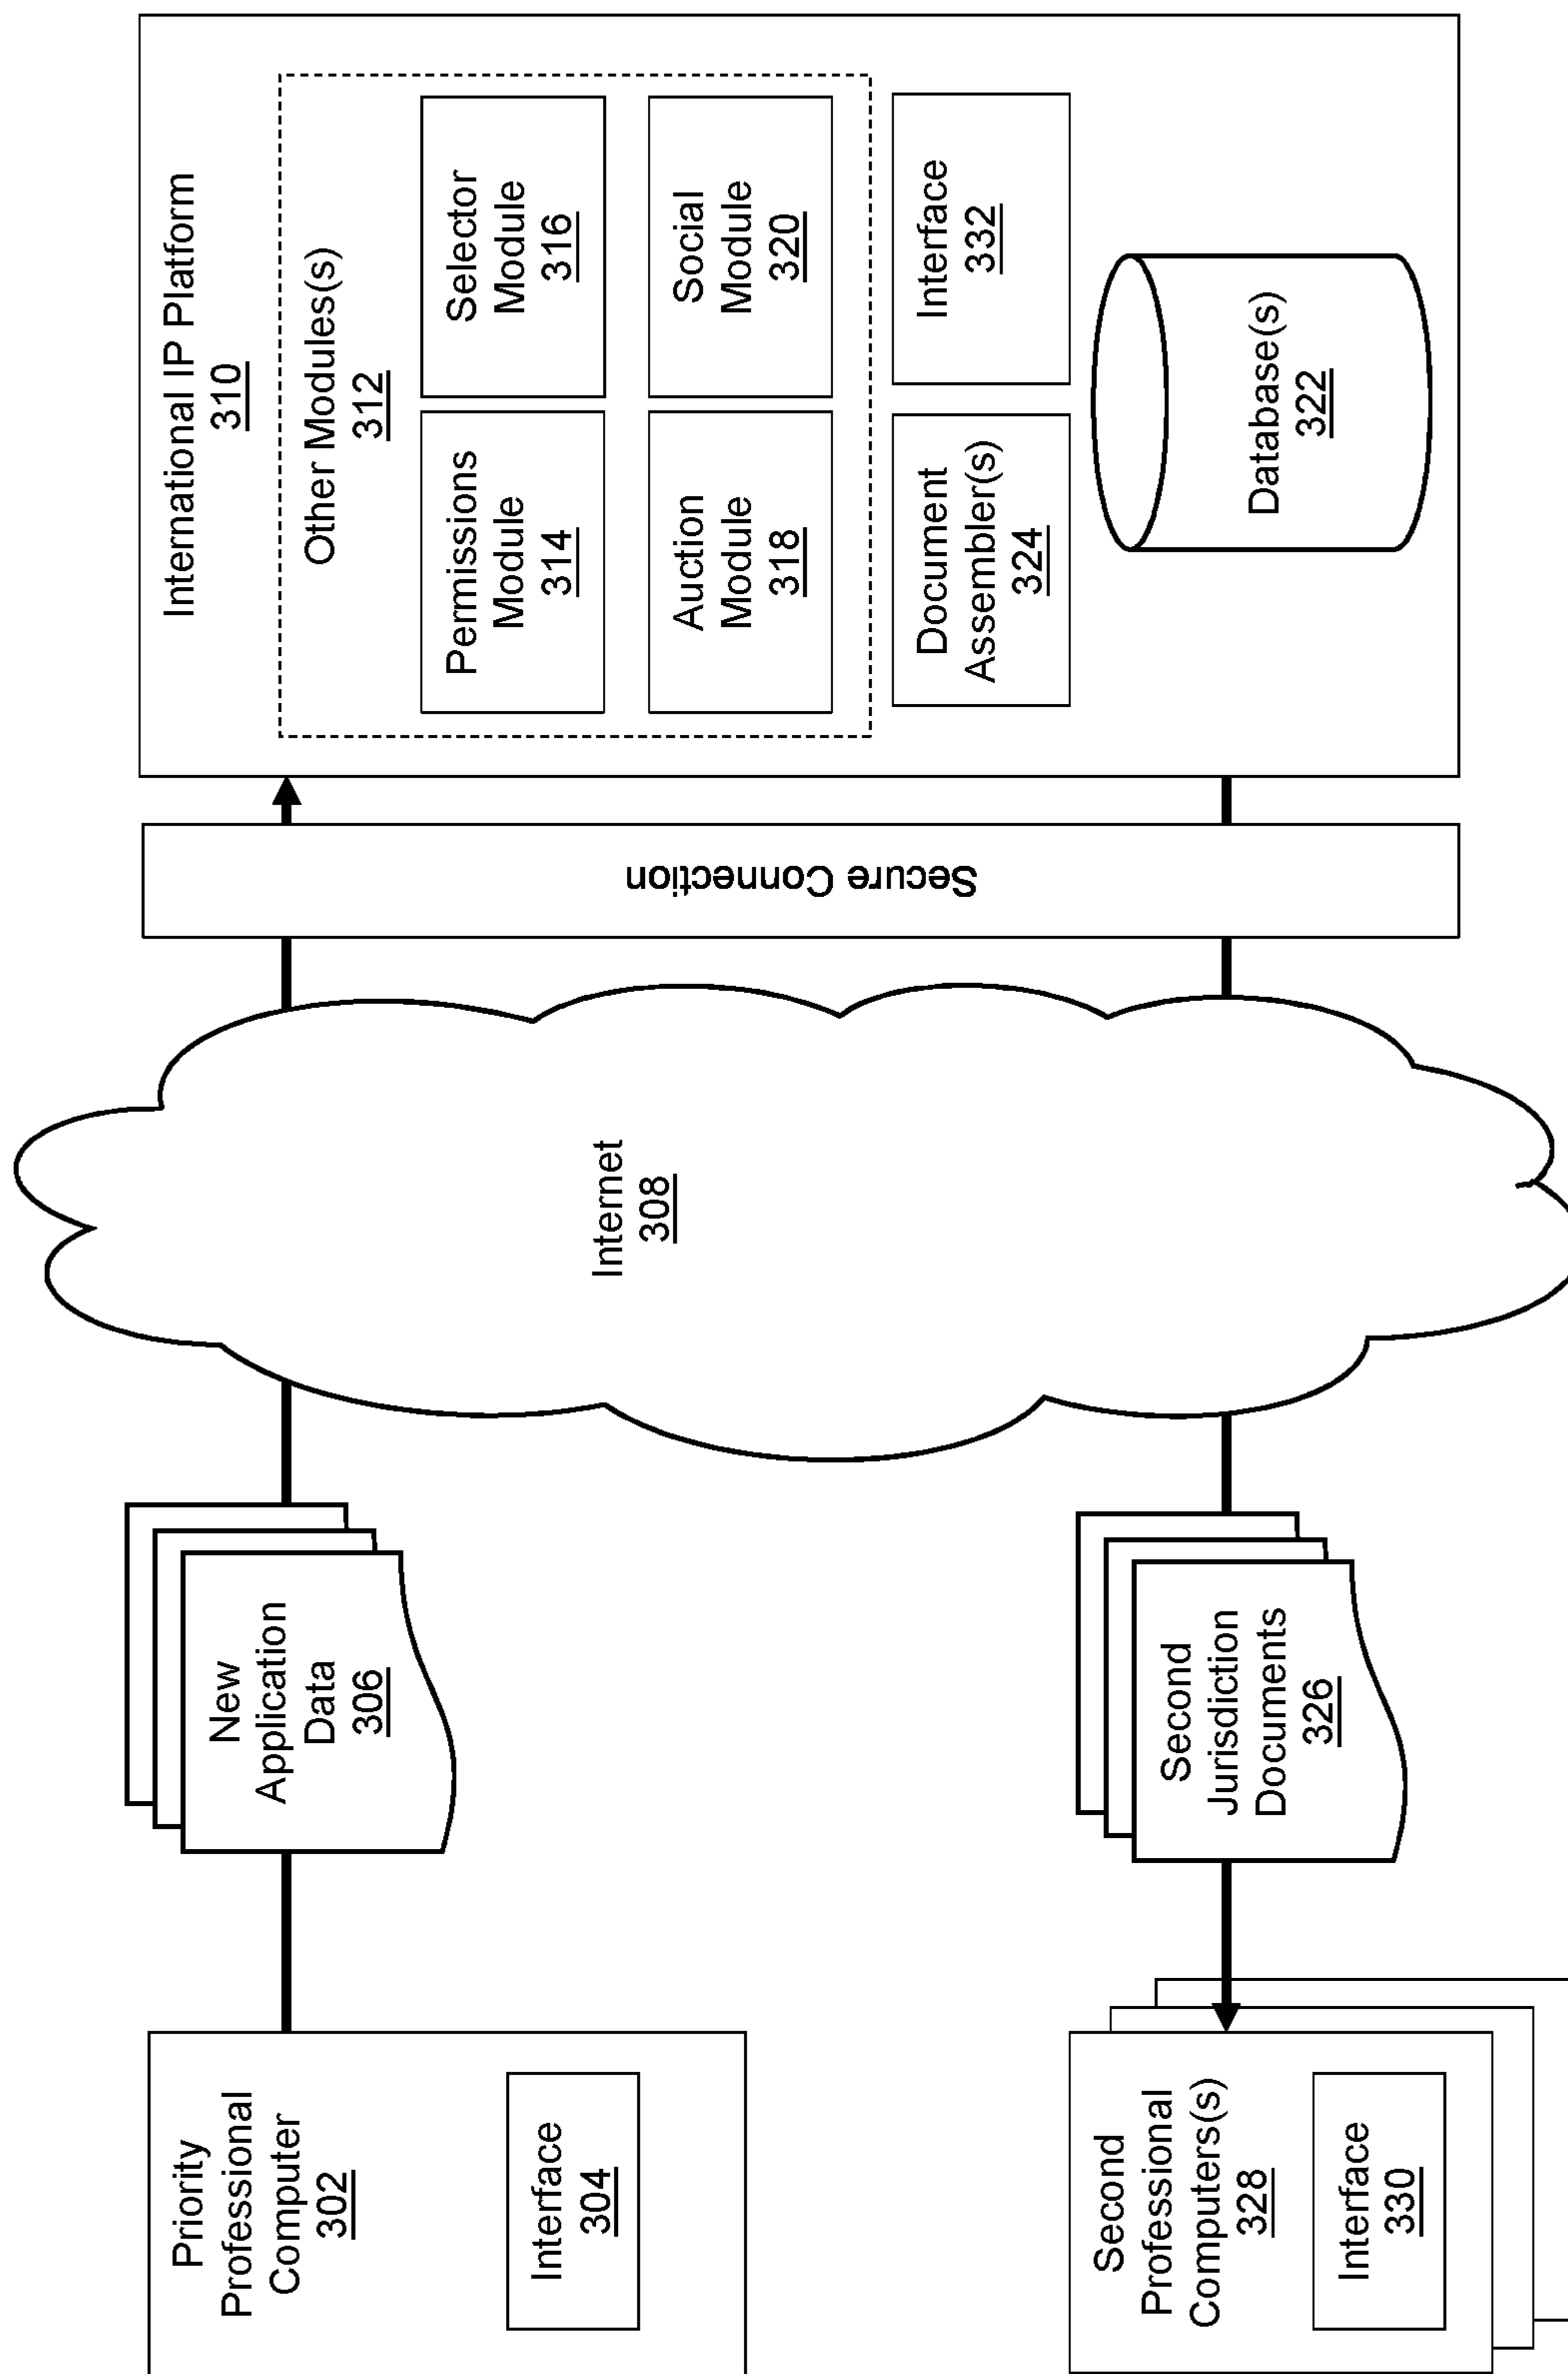 Priority
Professional
Computer
302
Interface
304
New
Application
Data
306
Internet
308
Secure Connection
International IP Platform
310
Other Modules(s)
312
Permissions
Module
314
Selector
Module
316
Auction
Module
318
Social
Module
320
Document
Assembler(s)
324
Interface
332
Database(s)
322
Second
Jurisdiction
Documents
326
Second
Professional
Computers(s)
328
Interface
330